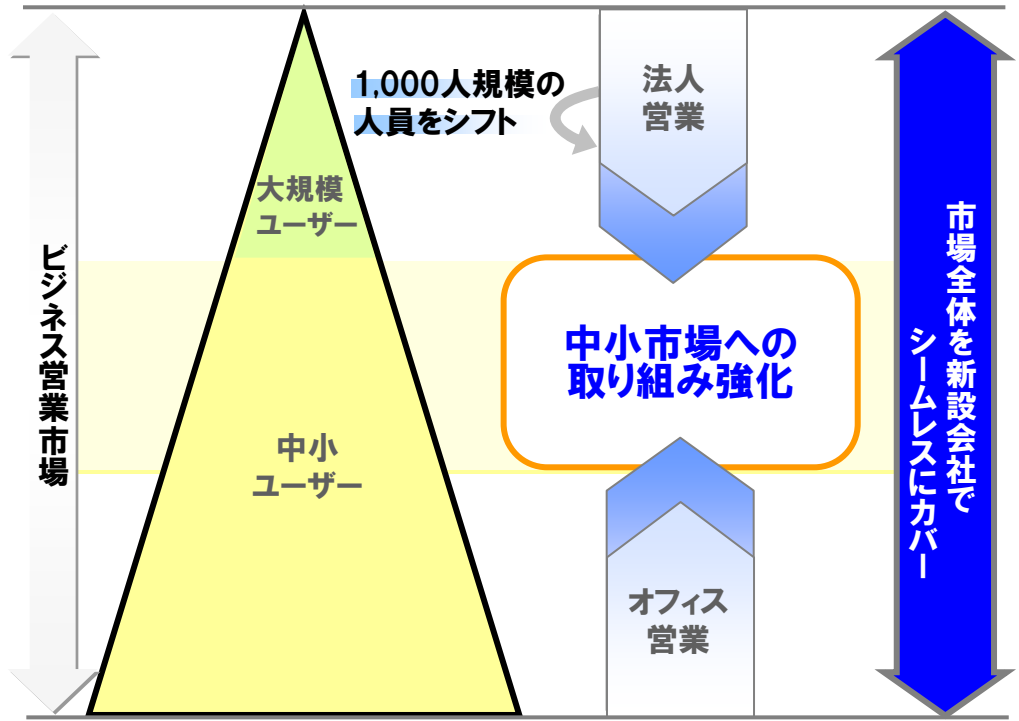 ビジネス営業市場
大規模
ユーザー
中小
ユーザー
1,000人規模の
人員をシフト
法人
営業
中小市場への
取り組み強化
オフィス
営業
市場全体を新設会社で
シームレスにカバー